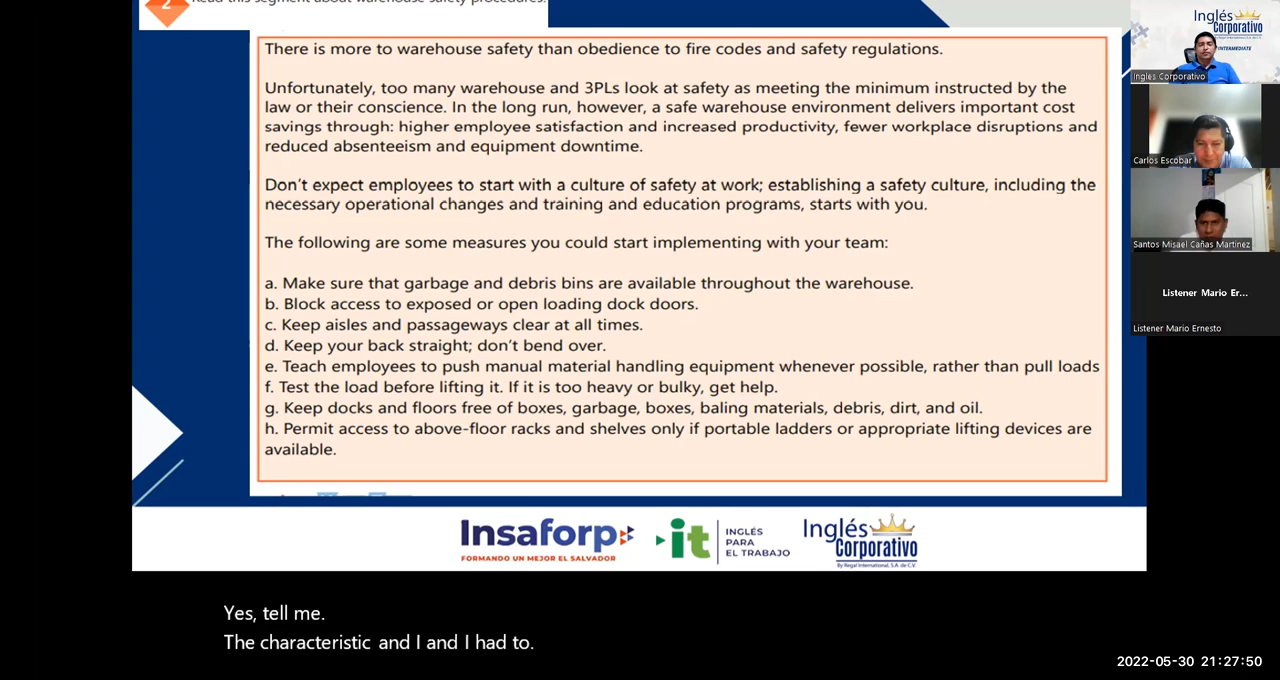 2
Read this segment about warehouse safety procedures.
There is more to warehouse safety than obedience to fire codes and safety regulations.
Unfortunately, too many warehouse and 3PLs look at safety as meeting the minimum instructed by the
law or their conscience. In the long run, however, a safe warehouse environment delivers important cost
savings through: higher employee satisfaction and increased productivity, fewer workplace disruptions and
reduced absenteeism and equipment downtime.
Don't expect employees to start with a culture of safety at work; establishing a safety culture, including the
necessary operational changes and training and education programs, starts with you.
The following are some measures you could start implementing with your team:
a. Make sure that garbage and debris bins are available throughout the warehouse.
b. Block access to exposed or open loading dock doors.
c. Keep aisles and passageways clear at all times.
d. Keep your back straight; don't bend over.
e. Teach employees to push manual material handling equipment whenever possible, rather than pull loads
f. Test the load before lifting it. If it is too heavy or bulky, get help.
g. Keep docks and floors free of boxes, garbage, boxes, baling materials, debris, dirt, and oil.
h. Permit access to above-floor racks and shelves only if portable ladders or appropriate lifting devices are
available.
Insaforp
FORMANDO UN MEJOR EL SALVADOR
it
INGLÉS
PARA
EL TRABAJO
Inglés
Corporativo
By Regal International, S.A. de C.V.
Yes, tell me.
The characteristic and I and I had to.
Inglés
Corporativo
INTERMEDIATE
Ingles Corporativo
Carlos Escobar
Santos Misael Cañas Martinez
Listener Mario Er...
Listener Mario Ernesto
2022-05-30 21:27:50